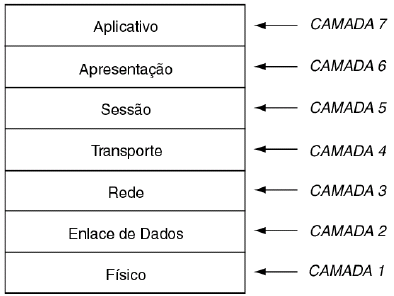 Aplicativo CAMADA 7
Apresentação CAMADA 6
Sessão CAMADA 5
Transporte CAMADA 4
Rede CAMADA 3
Enlace de Dados CAMADA 2
Físico CAMADA 1